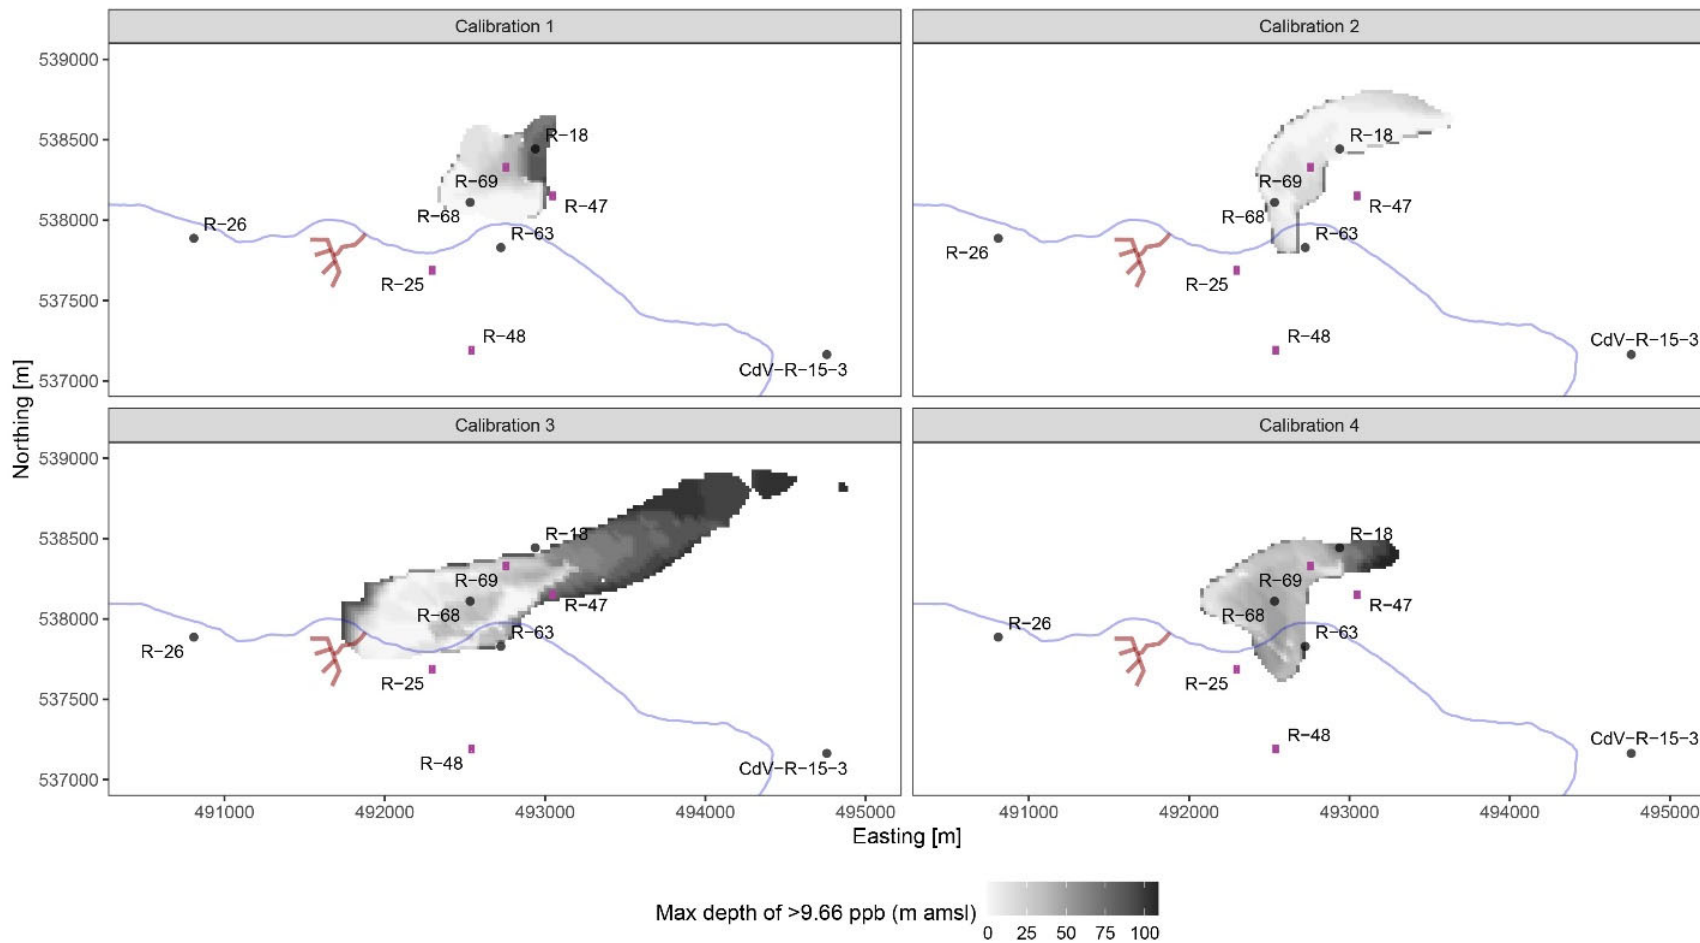 Calibration 1
Calibration 2
539000
538500
538000
537500
537000
R−18
R−69
R−68
R−47
R−26
R−63
R−25
R−48
CdV−R−15−3
R−18
R−69
R−68
R−47
R−63
R−26
R−25
R−48
CdV−R−15−3
Northing [m]
Calibration 3
Calibration 4
539000
538500
538000
537500
537000
R−18
R−69
R−68
R−47
R−63
R−26
R−25
R−48
CdV−R−15−3
R−18
R−69
R−68
R−47
R−26
R−63
R−25
R−48
CdV−R−15−3
491000 492000 493000 494000 495000
491000 492000 493000 494000 495000
Easting [m]
Max depth of >9.66 ppb (m amsl)
0 25 50 75 100